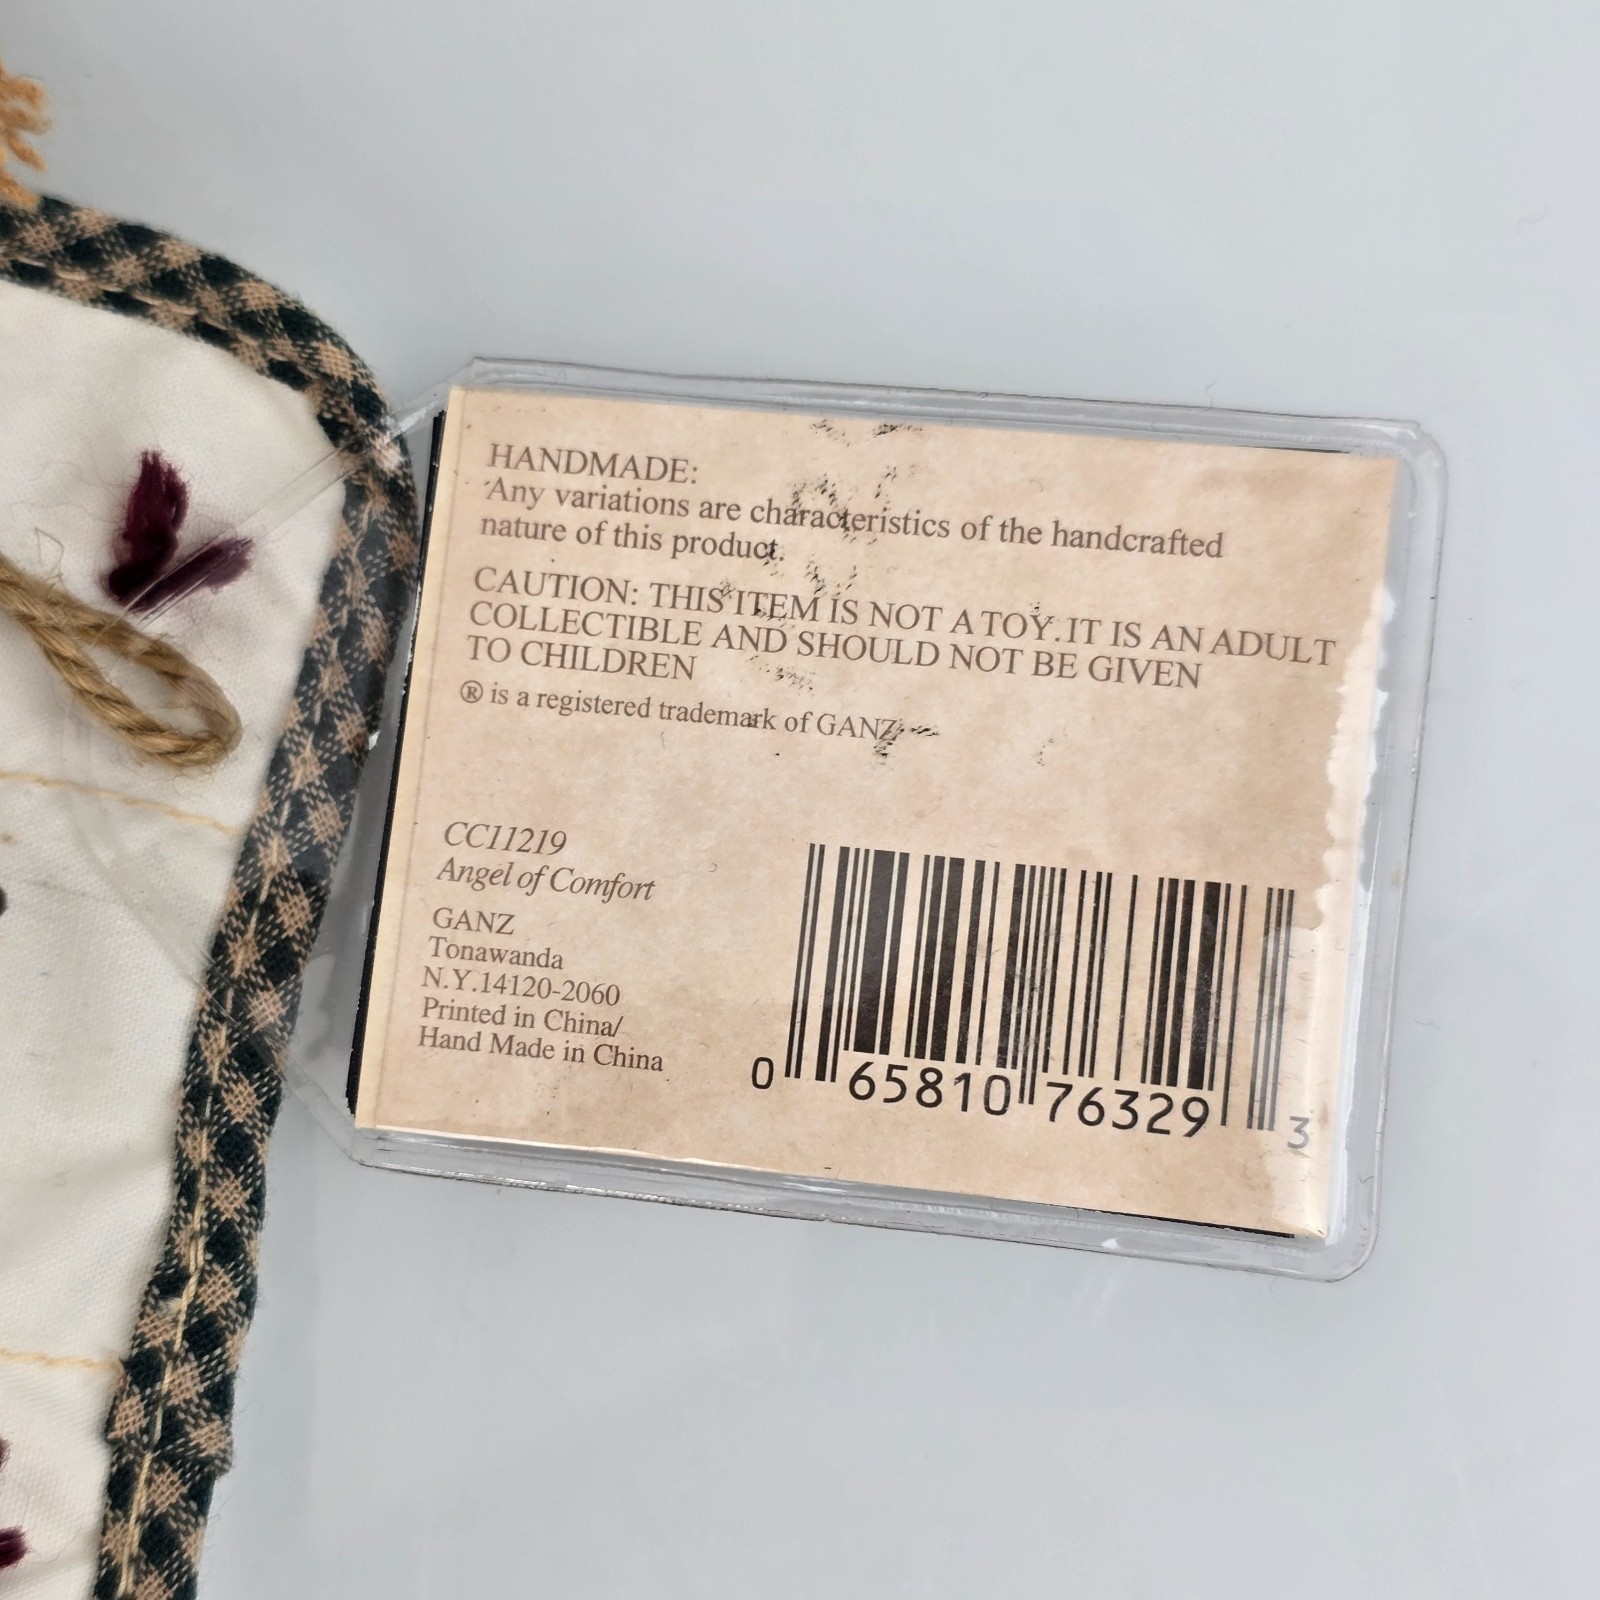 HANDMADE:
Any variations are characteristics of the handcrafted
nature of this product.
CAUTION: THIS ITEM IS NOT A TOY.IT IS AN ADULT
COLLECTIBLE AND SHOULD NOT BE GIVEN
TO CHILDREN
® is a registered trademark of GANZ
CC11219
Angel of Comfort
GANZ
Tonawanda
N.Y.14120-2060
Printed in China/
Hand Made in China
0 65810 76329 3